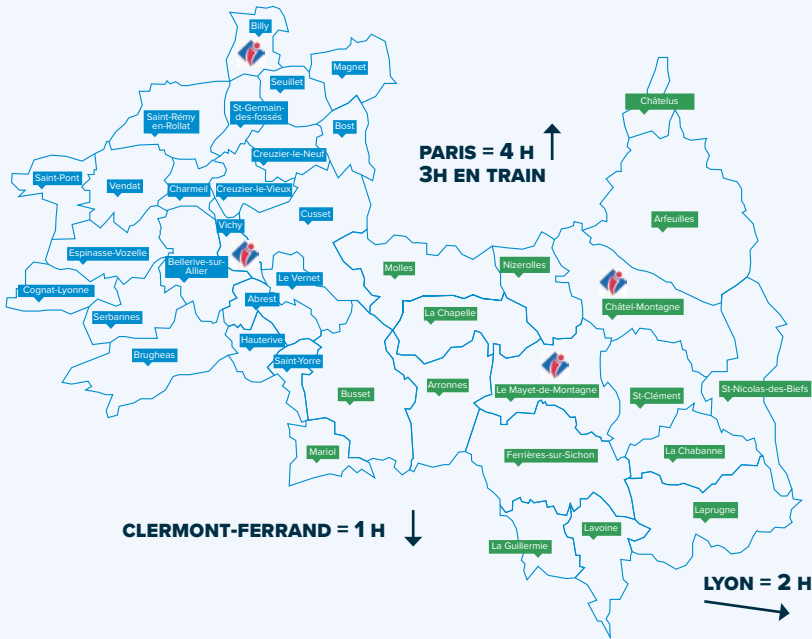 Billy
Magnet
Seuillet
Châtelus
St-Germain-
des-fossés
Saint-Rémy
en-Rollat
Bost
PARIS = 4 H
3H EN TRAIN
Creuzier-le-Neuf
Saint-Pont
Vendat
Charmeil
Creuzier-le-Vieux
Cusset
Arfeuilles
Vichy
Espinasse-Vozelle
Bellerive-sur-
Allier
Molles
Nizerolles
Le Vernet
Cognat-Lyonne
Abrest
Châtel-Montagne
La Chapelle
Serbannes
Hauterive
Brugheas
Saint-Yorre
Arronnes
Le Mayet-de-Montagne
St-Nicolas-des-Biefs
Busset
St-Clément
Mariol
Ferrières-sur-Sichon
La Chabanne
Laprugne
CLERMONT-FERRAND = 1 H
Lavoine
La Guillermie
LYON = 2 H